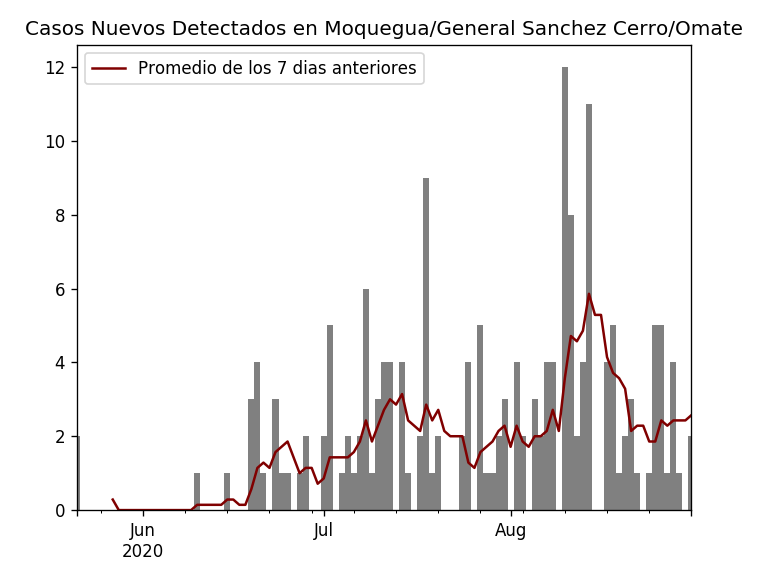 Casos Nuevos Detectados en Moquegua/General Sanchez Cerro/Omate
Promedio de los 7 dias anteriores
12
10
8
6
4
2
0
Jun Jul Aug
2020